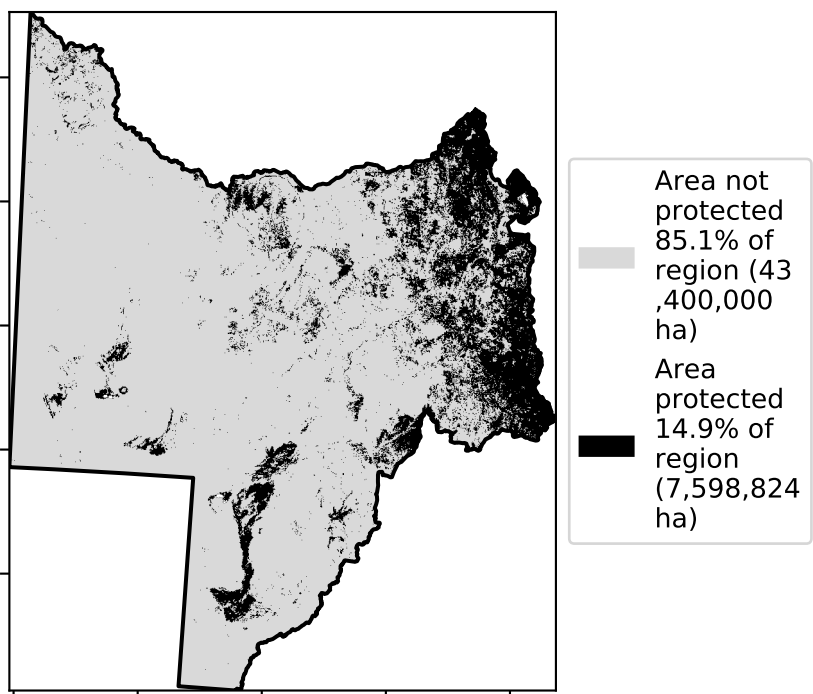 Area not
protected
85.1% of
region (43
,400,000
ha)
Area
protected
14.9% of
region
(7,598,824
ha)